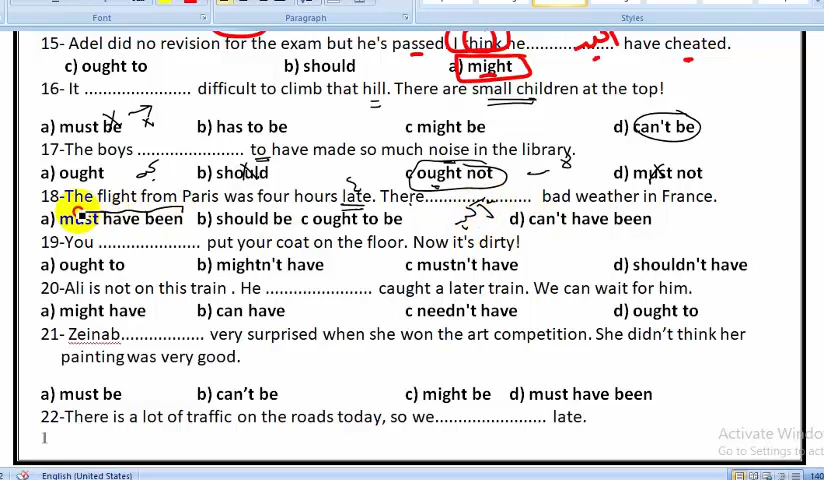 Font
Paragraph
Styles
15- Adel did no revision for the exam but he's passed. I think he.................... have cheated.
c) ought to b) should a) might
16- It ...................... difficult to climb that hill. There are small children at the top!
a) must be b) has to be c might be d) can't be
17-The boys ...................... to have made so much noise in the library.
a) ought b) should c ought not d) must not
18-The flight from Paris was four hours late. There...................... bad weather in France.
a) must have been b) should be c ought to be d) can't have been
19-You ...................... put your coat on the floor. Now it's dirty!
a) ought to b) mightn't have c mustn't have d) shouldn't have
20-Ali is not on this train . He ...................... caught a later train. We can wait for him.
a) might have b) can have c needn't have d) ought to
21- Zeinab................. very surprised when she won the art competition. She didn't think her
painting was very good.
a) must be b) can't be c) might be d) must have been
22-There is a lot of traffic on the roads today, so we....................... late.
1
Activate Windo
Go to Settings to act
English (United States)
140